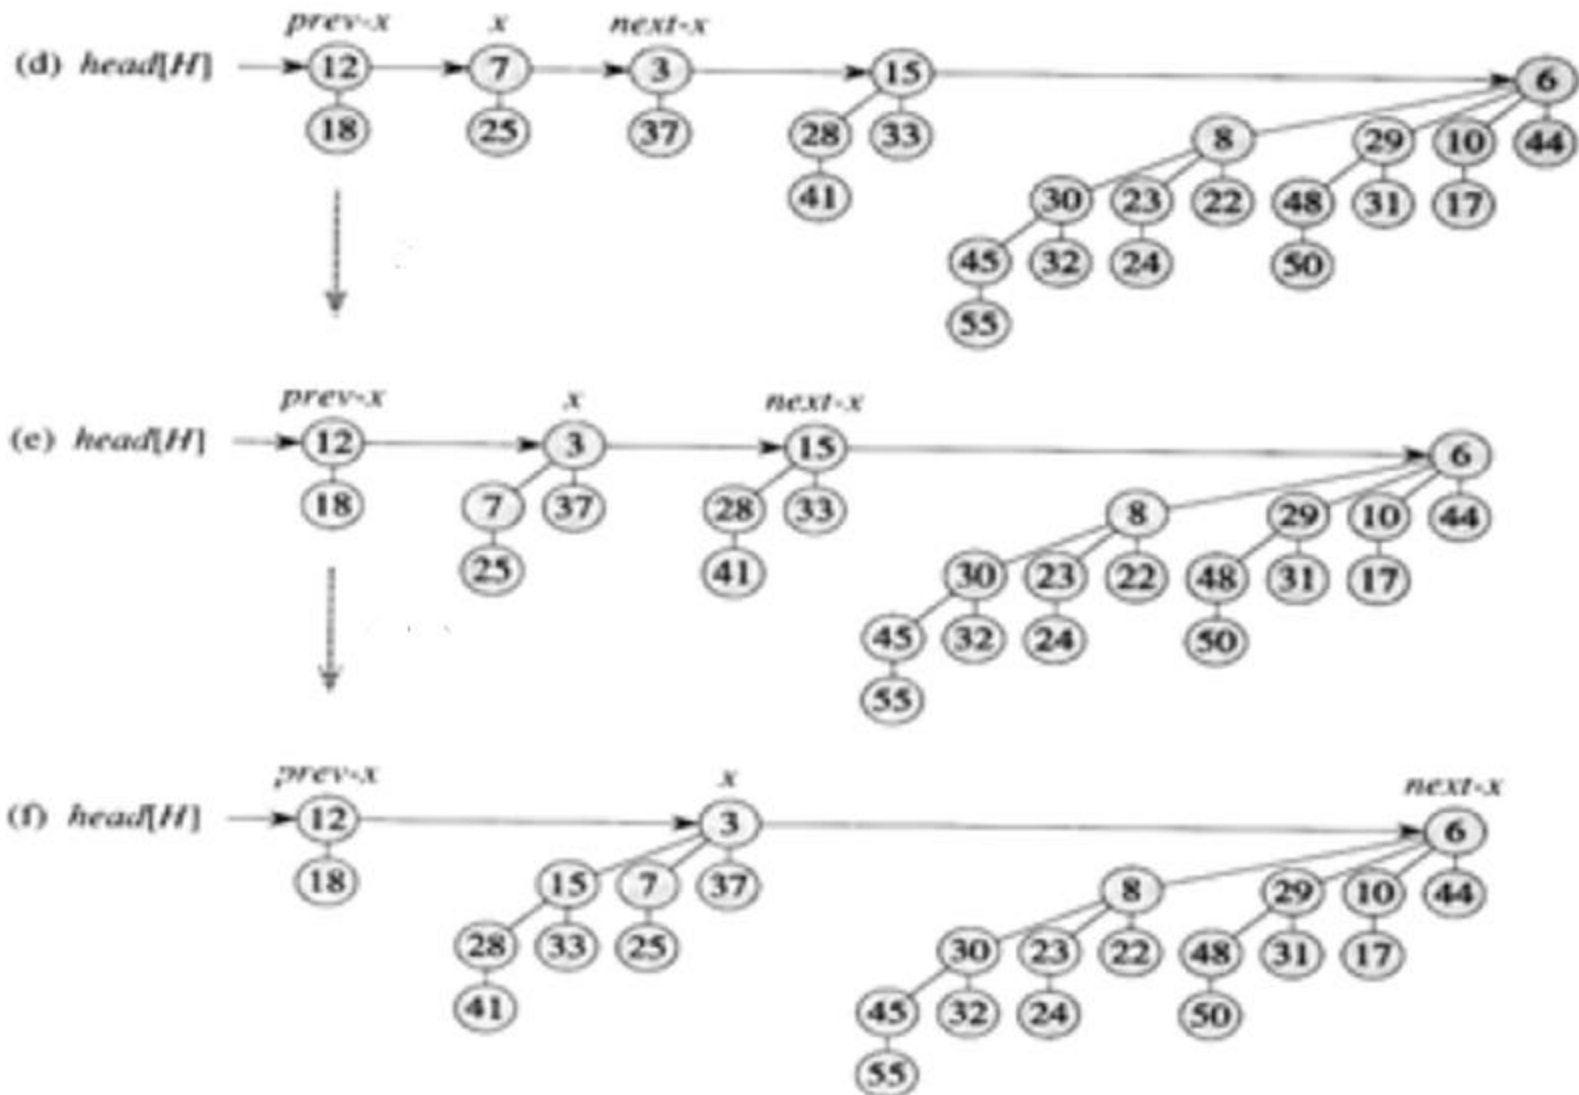 prev-x x next-x
(d) head[H] 12 7 3 15 6
18 25 37 28 33 8 29 10 44
41 30 23 22 48 31 17
45 32 24 50
55
prev-x x next-x
(e) head[H] 12 3 15 6
18 7 37 28 33 8 29 10 44
25 41 30 23 22 48 31 17
45 32 24 50
55
prev-x x next-x
(f) head[H] 12 3 6
18 15 7 37 8 29 10 44
28 33 25 30 23 22 48 31 17
41 45 32 24 50
55